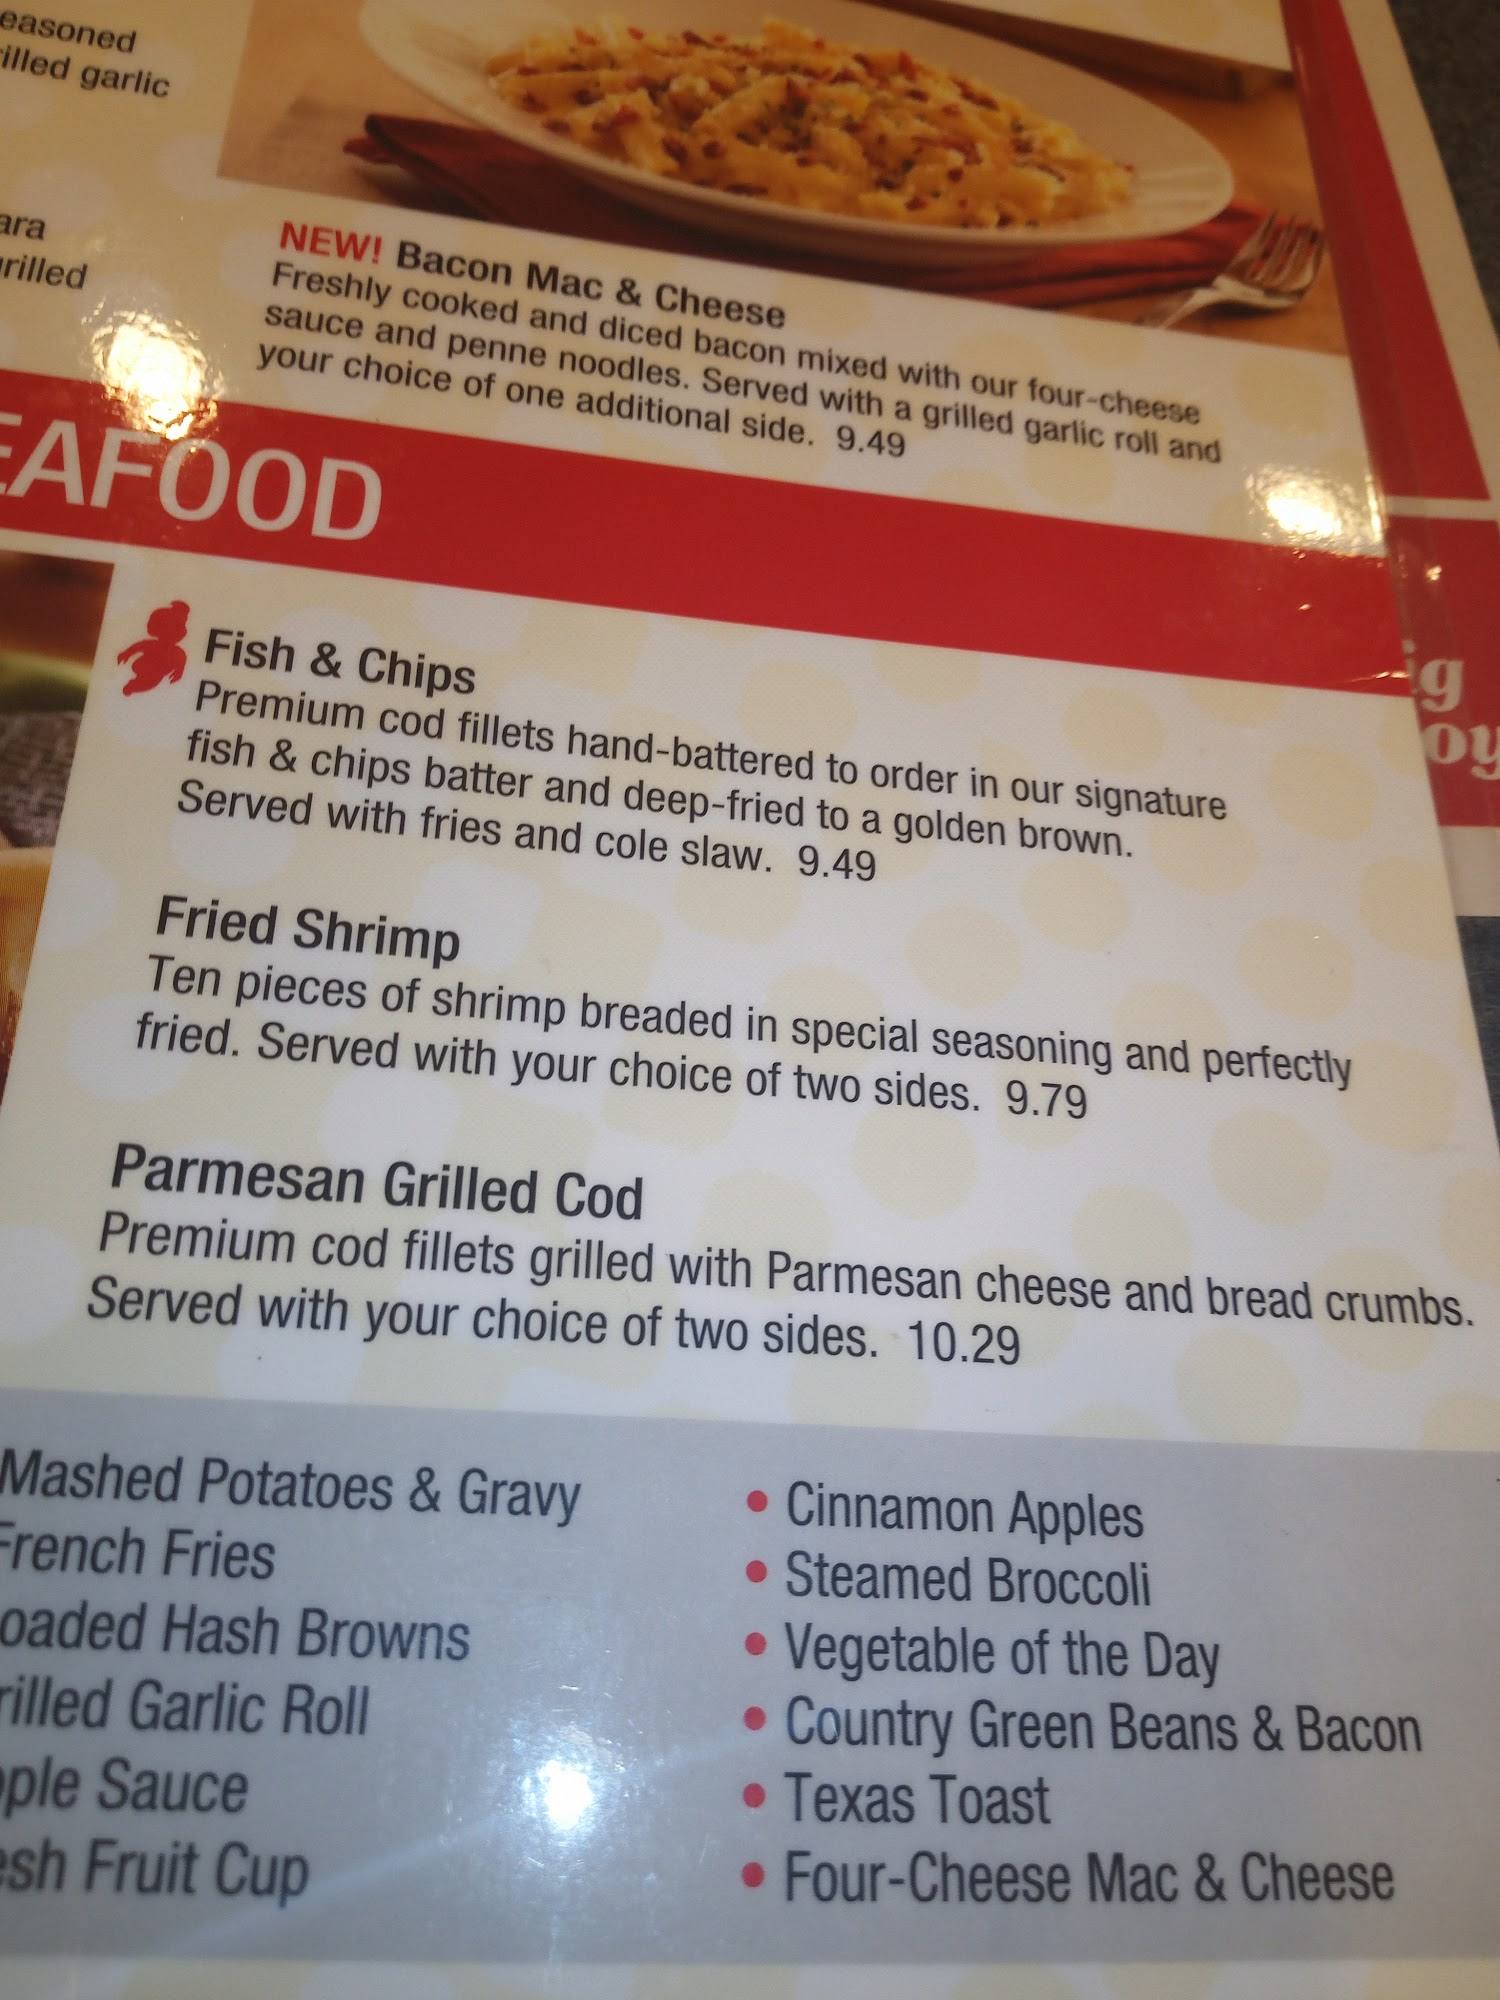 easoned
rilled garlic
ara
rilled
NEW! Bacon Mac & Cheese
Freshly cooked and diced bacon mixed with our four-cheese
sauce and penne noodles. Served with a grilled garlic roll and
your choice of one additional side. 9.49
EAFOOD
ig
oy
Fish & Chips
Premium cod fillets hand-battered to order in our signature
fish & chips batter and deep-fried to a golden brown.
Served with fries and cole slaw. 9.49
Fried Shrimp
Ten pieces of shrimp breaded in special seasoning and perfectly
fried. Served with your choice of two sides. 9.79
Parmesan Grilled Cod
Premium cod fillets grilled with Parmesan cheese and bread crumbs.
Served with your choice of two sides. 10.29
Mashed Potatoes & Gravy
French Fries
oaded Hash Browns
rilled Garlic Roll
pple Sauce
esh Fruit Cup
• Cinnamon Apples
• Steamed Broccoli
• Vegetable of the Day
• Country Green Beans & Bacon
• Texas Toast
• Four-Cheese Mac & Cheese